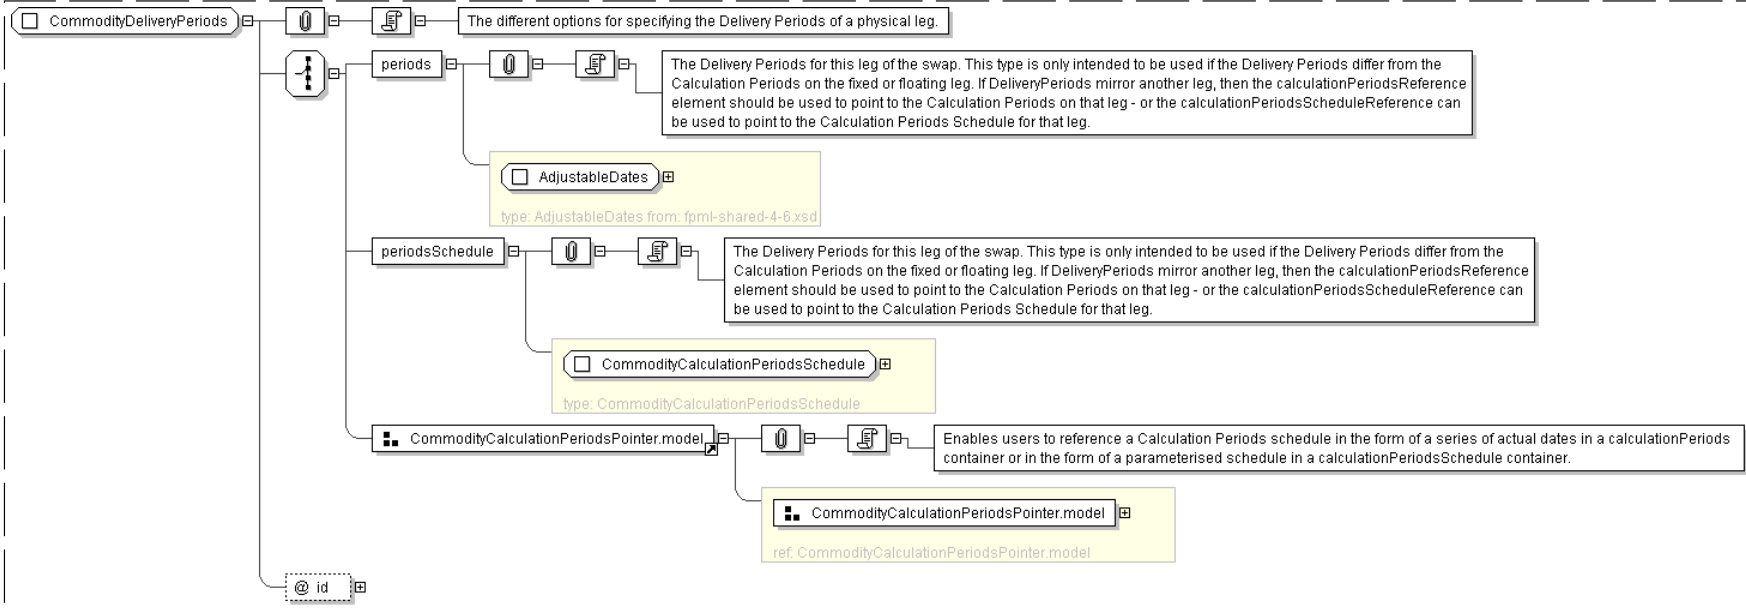 CommodityDeliveryPeriods
The different options for specifying the Delivery Periods of a physical leg.
periods
The Delivery Periods for this leg of the swap. This type is only intended to be used if the Delivery Periods differ from the
Calculation Periods on the fixed or floating leg. If DeliveryPeriods mirror another leg, then the calculationPeriodsReference
element should be used to point to the Calculation Periods on that leg - or the calculationPeriodsScheduleReference can
be used to point to the Calculation Periods Schedule for that leg.
AdjustableDates
type: AdjustableDates from: fpml-shared-4-6.xsd
periodsSchedule
The Delivery Periods for this leg of the swap. This type is only intended to be used if the Delivery Periods differ from the
Calculation Periods on the fixed or floating leg. If DeliveryPeriods mirror another leg, then the calculationPeriodsReference
element should be used to point to the Calculation Periods on that leg - or the calculationPeriodsScheduleReference can
be used to point to the Calculation Periods Schedule for that leg.
CommodityCalculationPeriodsSchedule
type: CommodityCalculationPeriodsSchedule
CommodityCalculationPeriodsPointer.model
Enables users to reference a Calculation Periods schedule in the form of a series of actual dates in a calculationPeriods
container or in the form of a parameterised schedule in a calculationPeriodsSchedule container.
CommodityCalculationPeriodsPointer.model
ref: CommodityCalculationPeriodsPointer.model
@ id